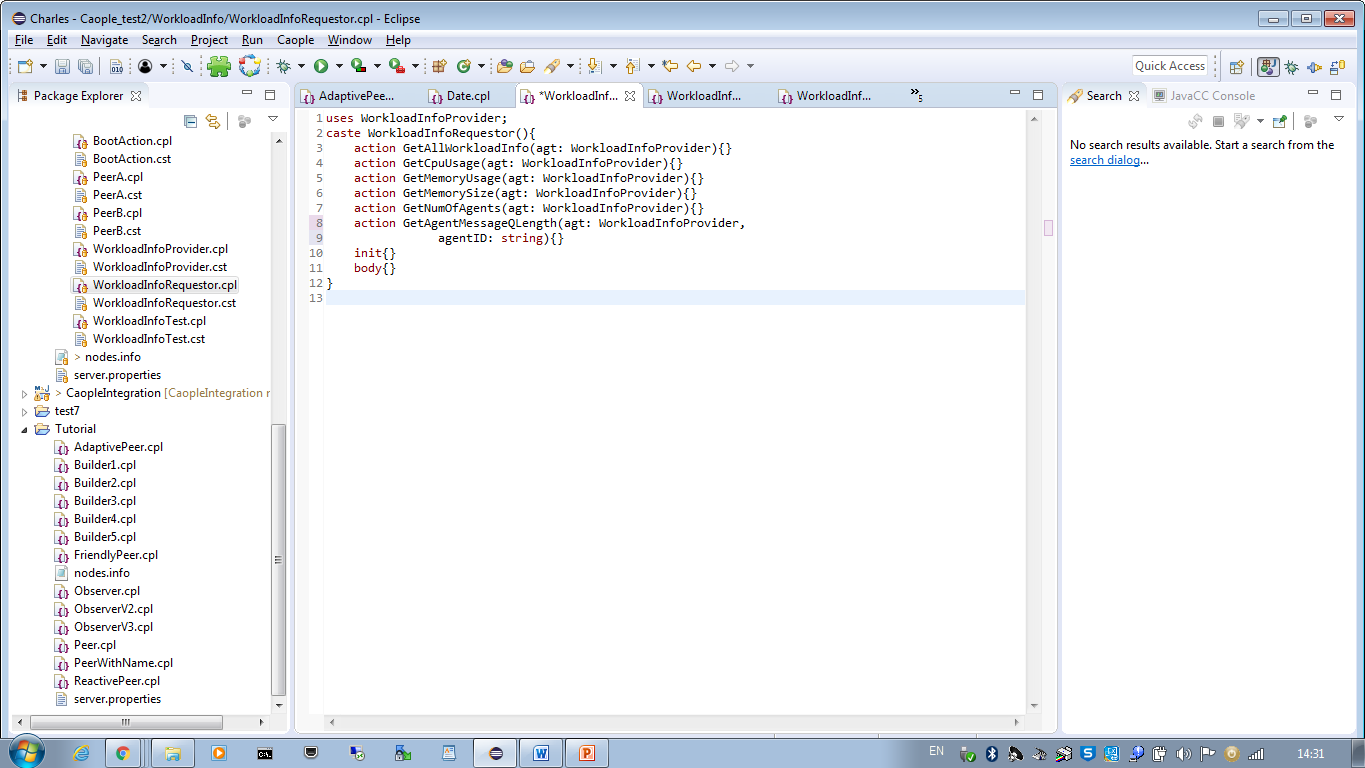 Charles - Caople_test2/WorkloadInfo/WorkloadInfoRequestor.cpl - Eclipse
File Edit Navigate Search Project Run Caople Window Help
Quick Access
Package Explorer
BootAction.cpl
BootAction.cst
PeerA.cpl
PeerA.cst
PeerB.cpl
PeerB.cst
WorkloadInfoProvider.cpl
WorkloadInfoProvider.cst
WorkloadInfoRequestor.cpl
WorkloadInfoRequestor.cst
WorkloadInfoTest.cpl
WorkloadInfoTest.cst
> nodes.info
server.properties
> CaopleIntegration [CaopleIntegration r
test7
Tutorial
AdaptivePeer.cpl
Builder1.cpl
Builder2.cpl
Builder3.cpl
Builder4.cpl
Builder5.cpl
FriendlyPeer.cpl
nodes.info
Observer.cpl
ObserverV2.cpl
ObserverV3.cpl
Peer.cpl
PeerWithName.cpl
ReactivePeer.cpl
server.properties
AdaptivePee... Date.cpl *WorkloadInf... WorkloadInf... WorkloadInf... »5
1 uses WorkloadInfoProvider;
2 caste WorkloadInfoRequestor(){
3 action GetAllWorkloadInfo(agt: WorkloadInfoProvider){}
4 action GetCpuUsage(agt: WorkloadInfoProvider){}
5 action GetMemoryUsage(agt: WorkloadInfoProvider){}
6 action GetMemorySize(agt: WorkloadInfoProvider){}
7 action GetNumOfAgents(agt: WorkloadInfoProvider){}
8 action GetAgentMessageQLength(agt: WorkloadInfoProvider,
9 agentID: string){}
10 init{}
11 body{}
12 }
13
Search JavaCC Console
No search results available. Start a search from the
search dialog...
EN 14:31